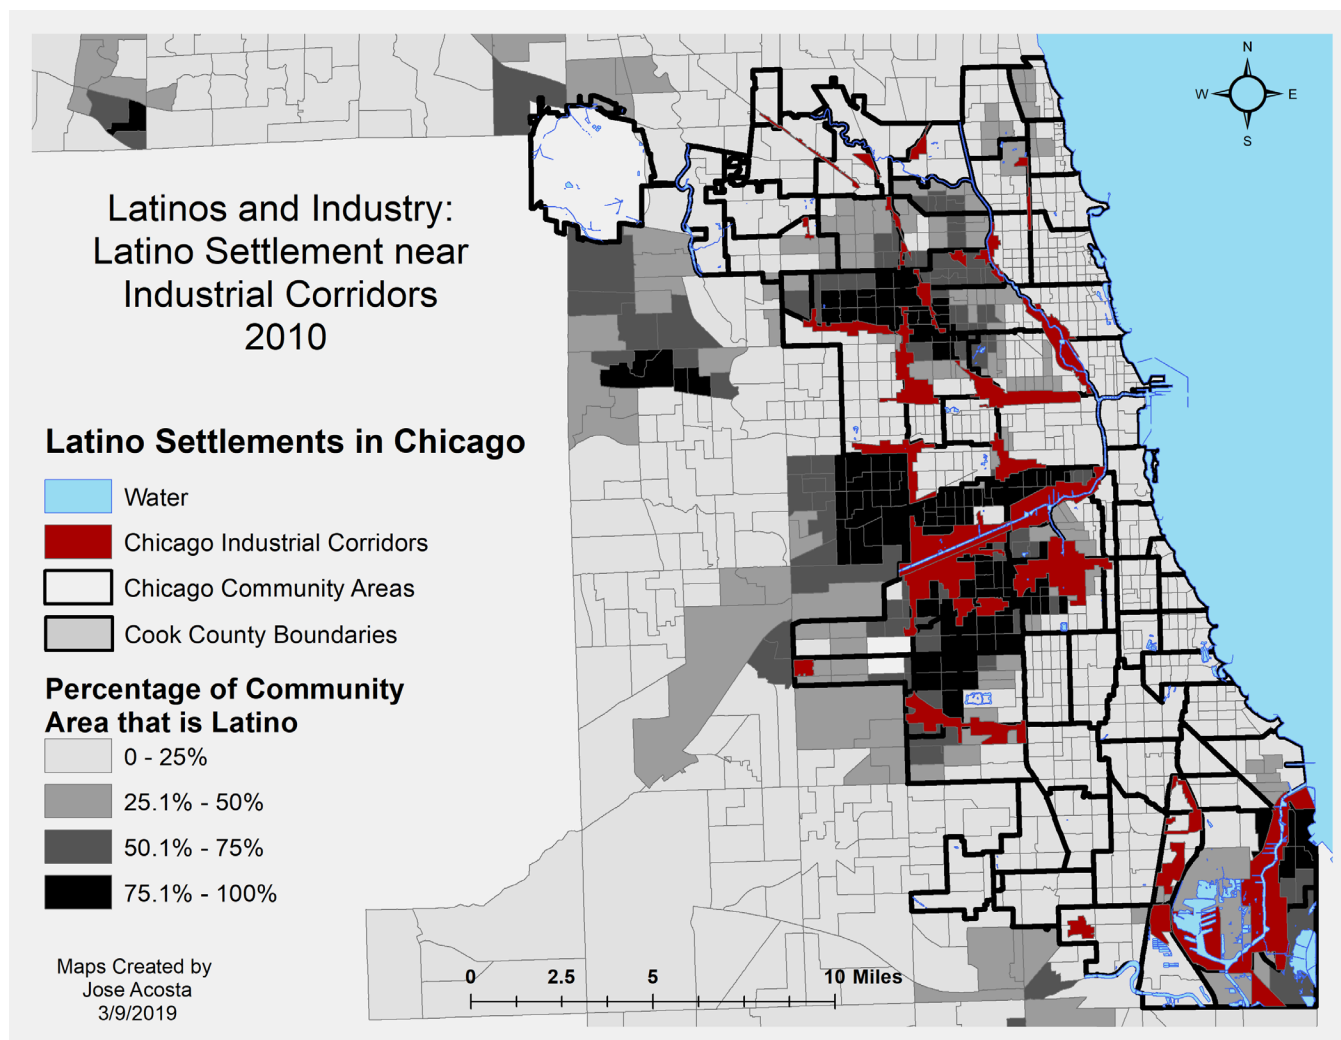 N
W E
S
Latinos and Industry:
Latino Settlement near
Industrial Corridors
2010
Latino Settlements in Chicago
Water
Chicago Industrial Corridors
Chicago Community Areas
Cook County Boundaries
Percentage of Community
Area that is Latino
0 - 25%
25.1% - 50%
50.1% - 75%
75.1% - 100%
Maps Created by
Jose Acosta
3/9/2019
0 2.5 5 10 Miles